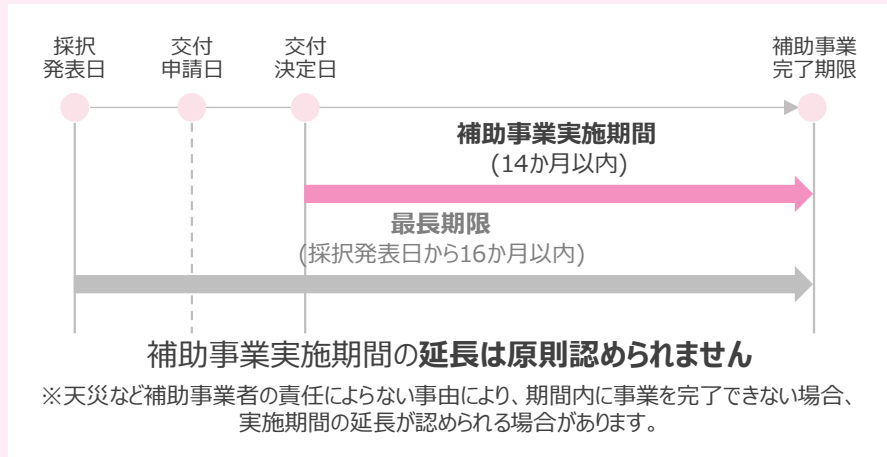 採択
発表日
交付
申請日
交付
決定日
補助事業
完了期限
補助事業実施期間
(14か月以内)
最長期限
(採択発表日から16か月以内)
補助事業実施期間の延長は原則認められません
※天災など補助事業者の責任によらない事由により、期間内に事業を完了できない場合、
実施期間の延長が認められる場合があります。